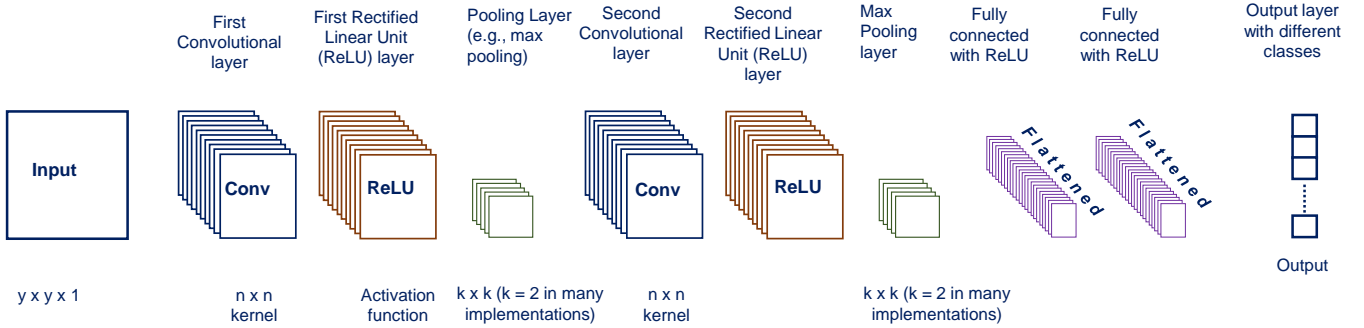 First
Convolutional
layer
First Rectified
Linear Unit
(ReLU) layer
Pooling Layer
(e.g., max
pooling)
Second
Convolutional
layer
Second
Rectified Linear
Unit (ReLU)
layer
Max
Pooling
layer
Fully
connected
with ReLU
Fully
connected
with ReLU
Output layer
with different
classes
Input
Conv
ReLU
Conv
ReLU
Flattened
Flattened
Output
y x y x 1
n x n
kernel
Activation
function
k x k (k = 2 in many
implementations)
n x n
kernel
k x k (k = 2 in many
implementations)